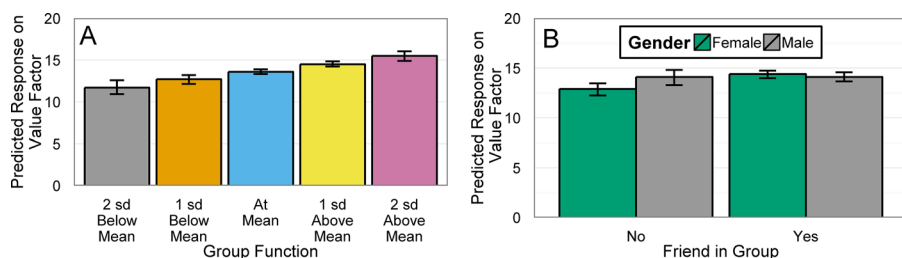 A
Predicted Response on
Value Factor
20
15
10
5
0
2 sd
Below
Mean
1 sd
Below
Mean
At
Mean
1 sd
Above
Mean
2 sd
Above
Mean
Group Function
B
Gender Female Male
Predicted Response on
Value Factor
20
15
10
5
0
No
Yes
Friend in Group